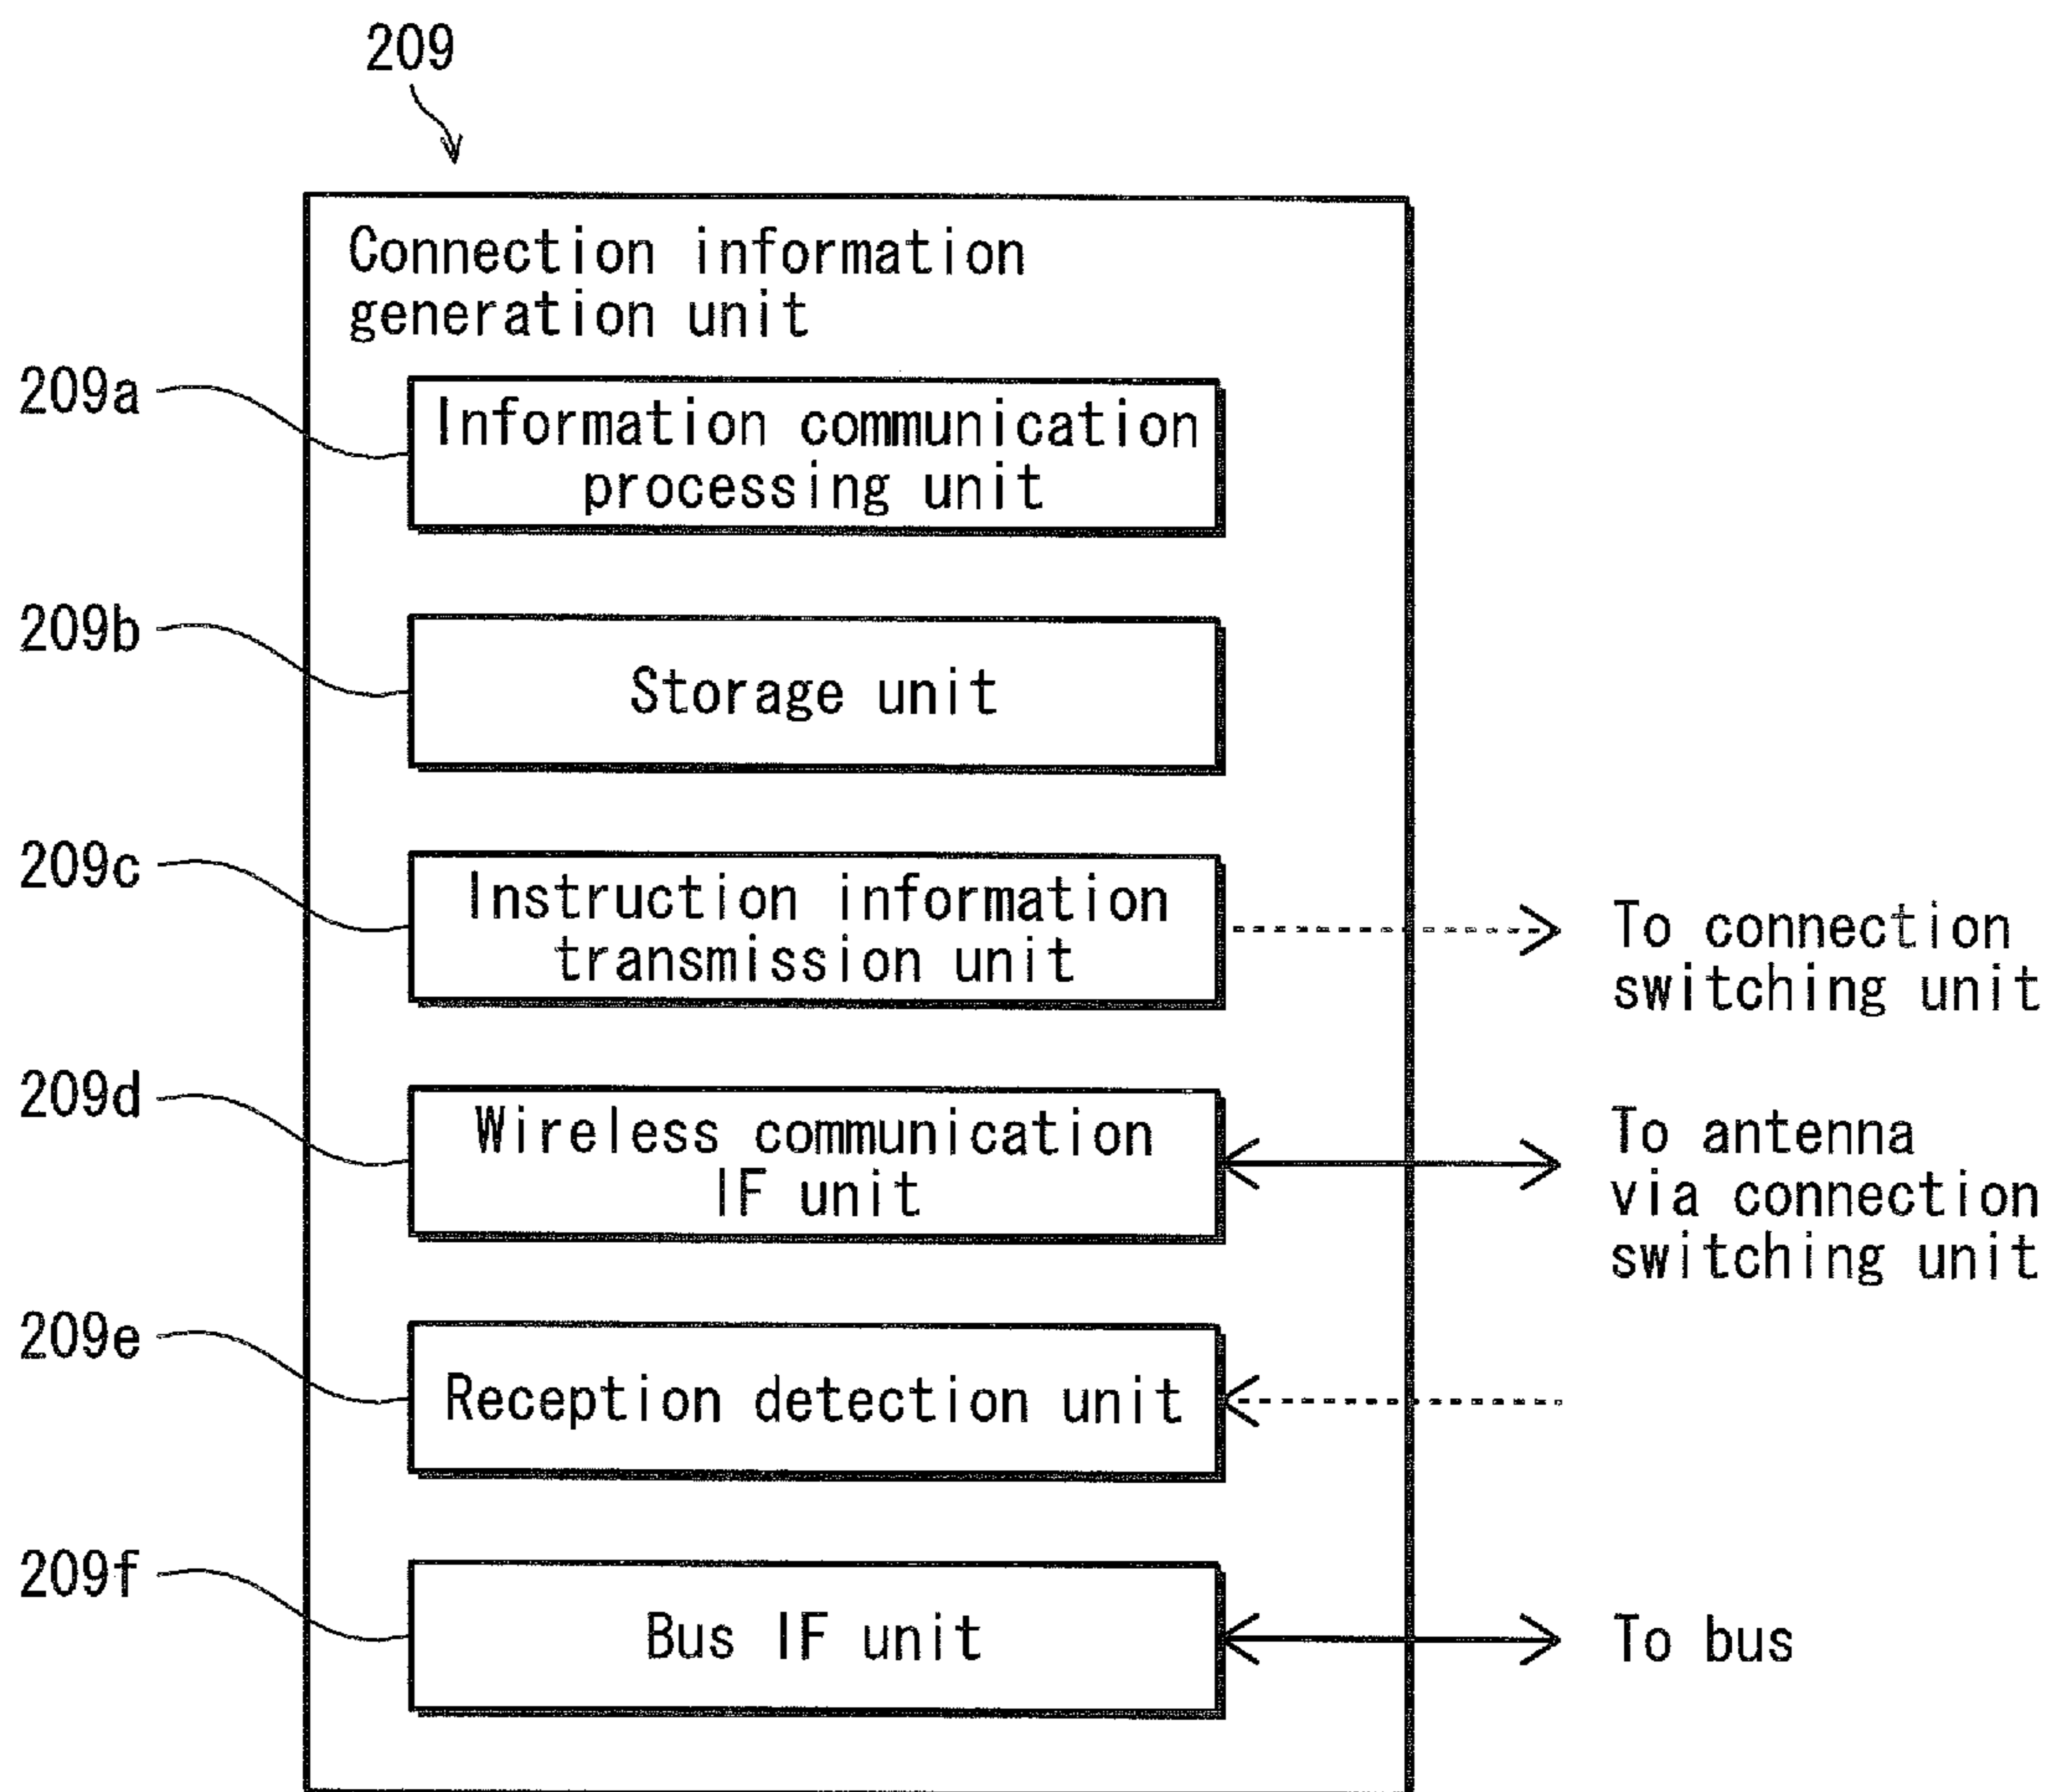 209
Connection information
generation unit
209a
Information communication
processing unit
209b
Storage unit
209c
Instruction information
transmission unit
To connection
switching unit
209d
Wireless communication
IF unit
To antenna
via connection
switching unit
209e
Reception detection unit
209f
Bus IF unit
To bus